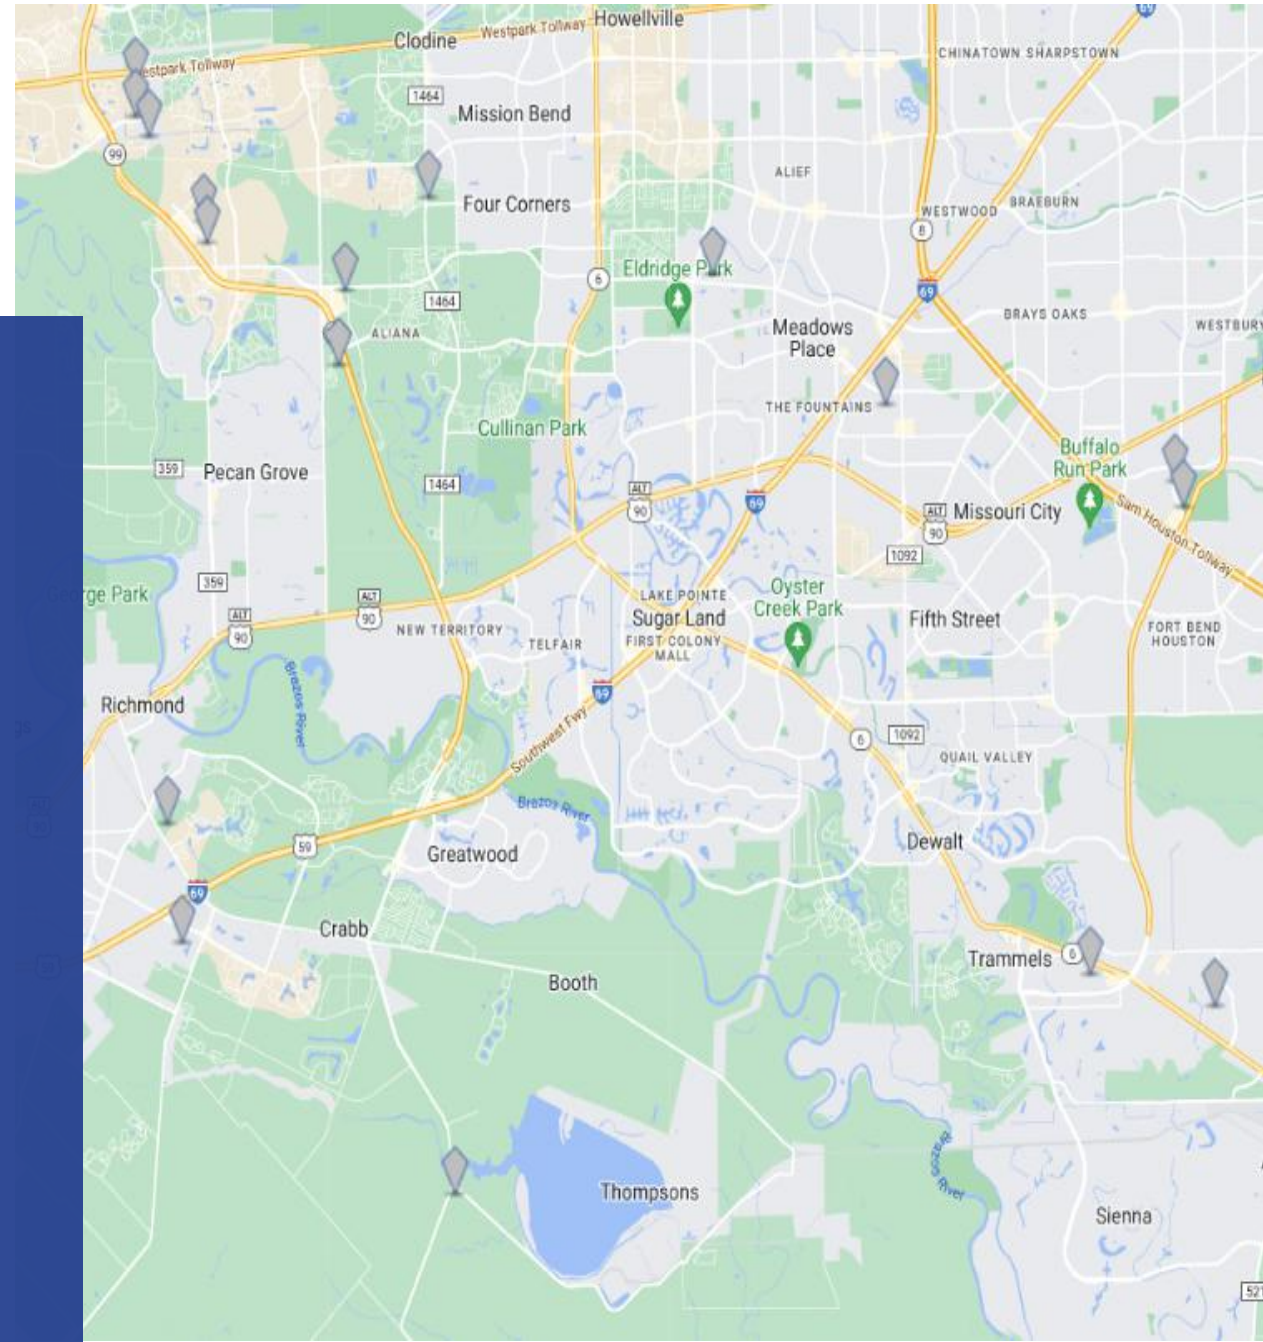 Howellville
69
Westpark Tollway
Clodine
CHINATOWN SHARPSTOWN
estpark Tollway
1464
Mission Bend
99
ALIEF
Four Corners
BRAEBURN
WESTWOOD
8
Eldridge Park
6
69
1464
BRAYS OAKS
WESTBURY
ALIANA
Meadows
Place
THE FOUNTAINS
Cullinan Park
Buffalo
Run Park
359
Pecan Grove
1464
ALT
90
69
ALT
90
Missouri City
Sam Houston Tollway
1092
359
orge Park
ALT
90
ALT
90
LAKE POINTE
Oyster
Creek Park
Sugar Land
Fifth Street
NEW TERRITORY
TELFAIR
FIRST COLONY
MALL
FORT BEND
HOUSTON
Brazos River
69
Richmond
Southwest Fwy
6
1092
QUAIL VALLEY
Brazos River
59
Greatwood
Dewalt
69
Crabb
Trammels
6
Booth
Brazos River
Thompsons
Sienna
521